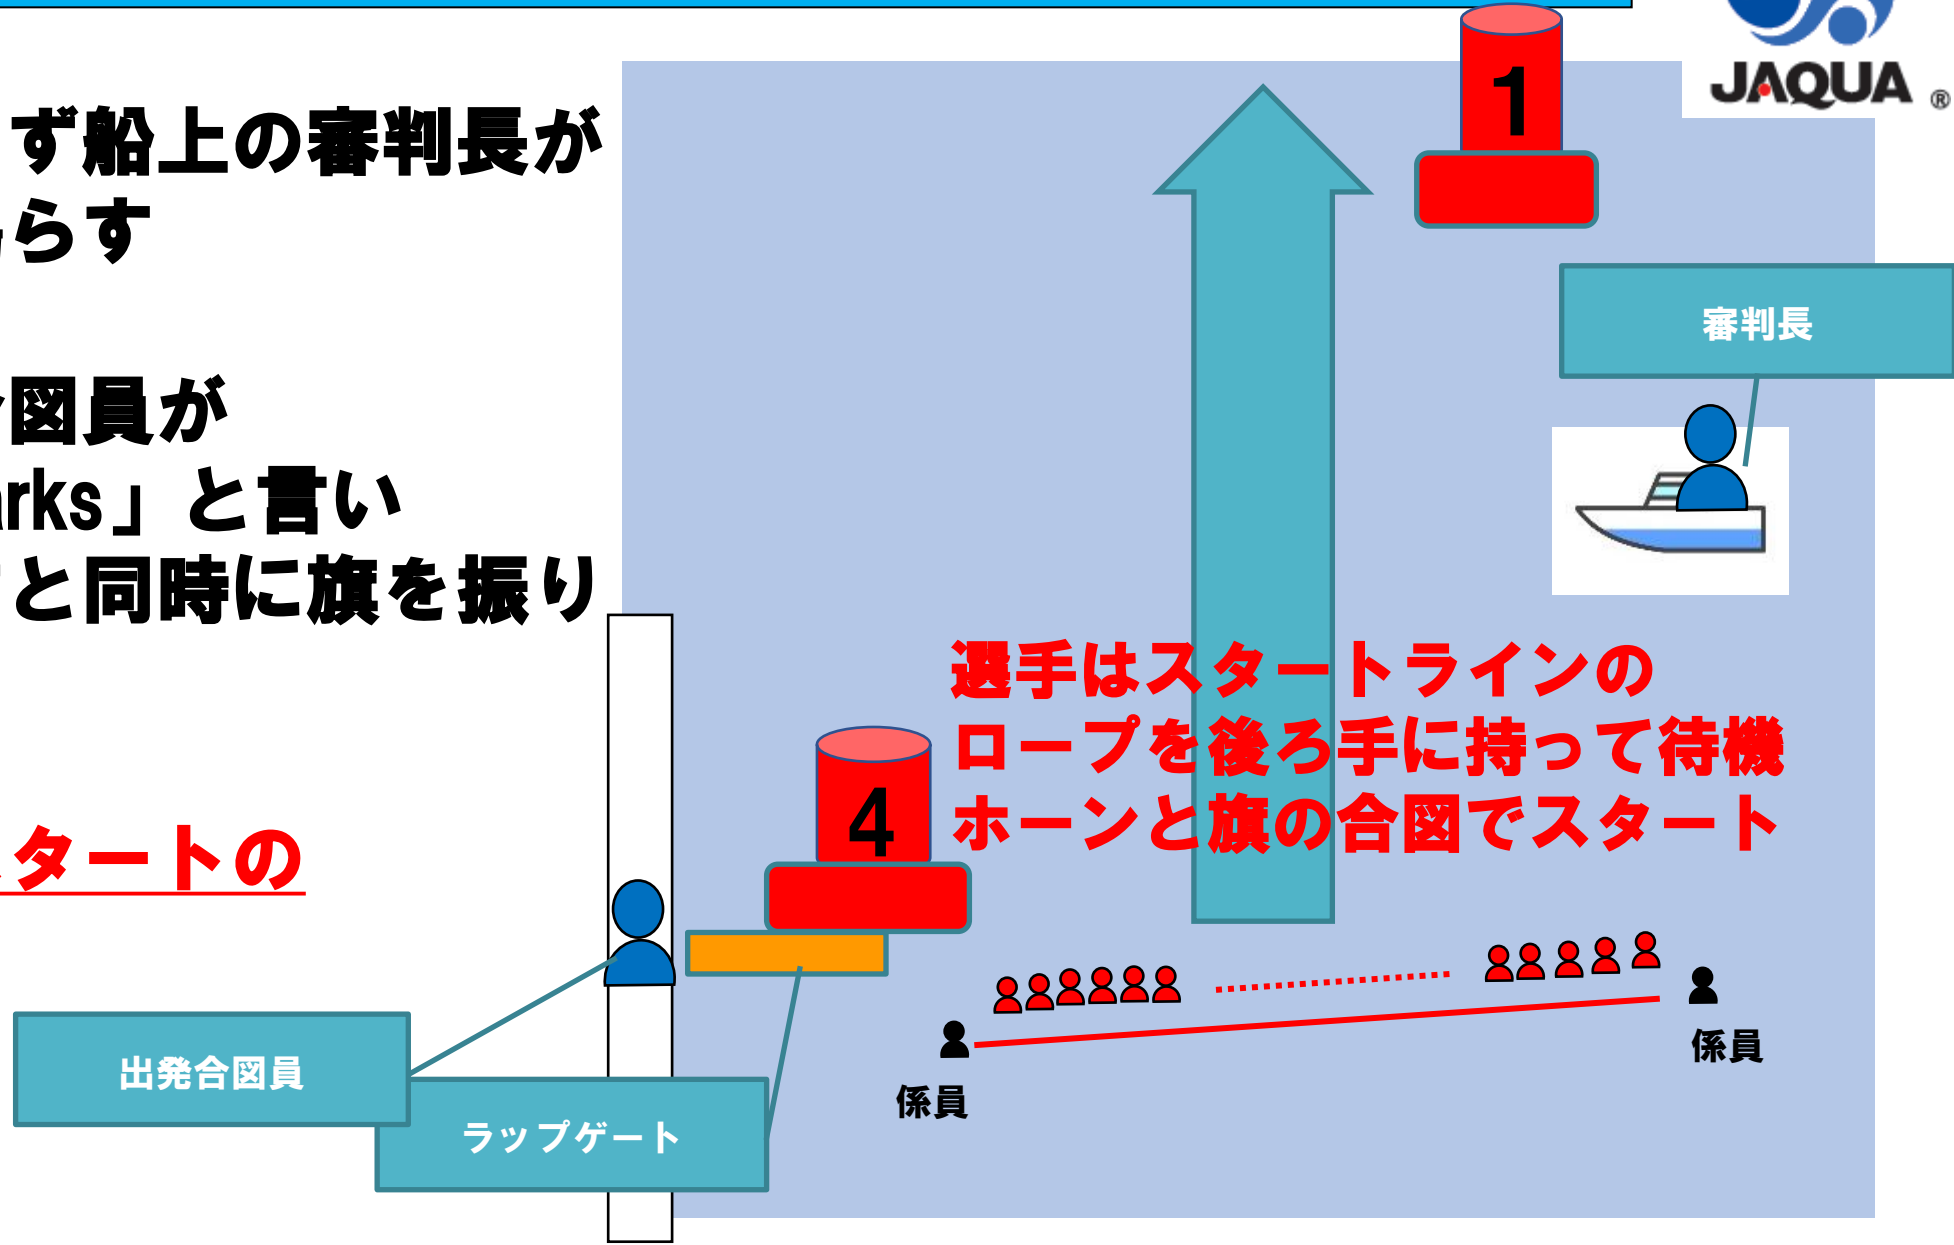 ず船上の審判長が
らす
図員が
arks」と言い
と同時に旗を振り
スタートの
1
JAQUA ®
審判長
選手はスタートラインの
ロープを後ろ手に持って待機
ホーンと旗の合図でスタート
4
係員
係員
出発合図員
ラップゲート